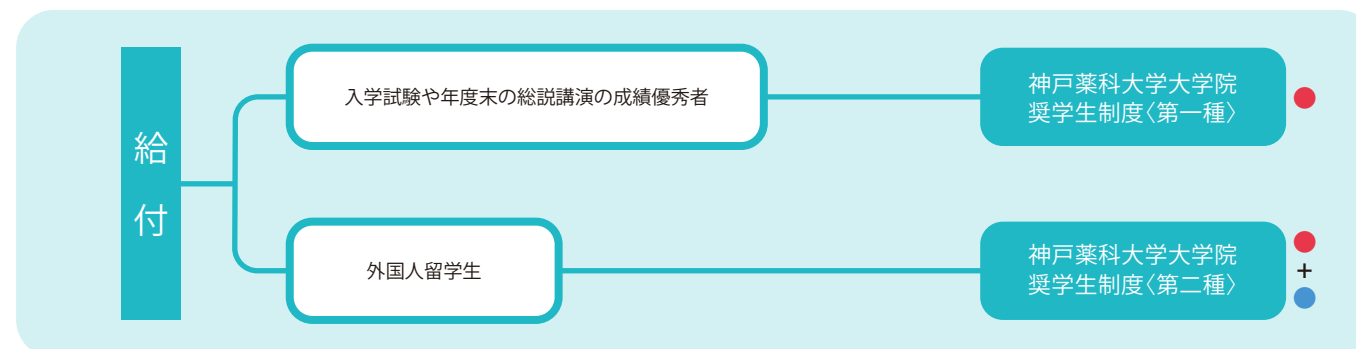 給付
入学試験や年度末の総説講演の成績優秀者
神戸薬科大学大学院
奨学生制度〈第一種〉
外国人留学生
神戸薬科大学大学院
奨学生制度〈第二種〉
+